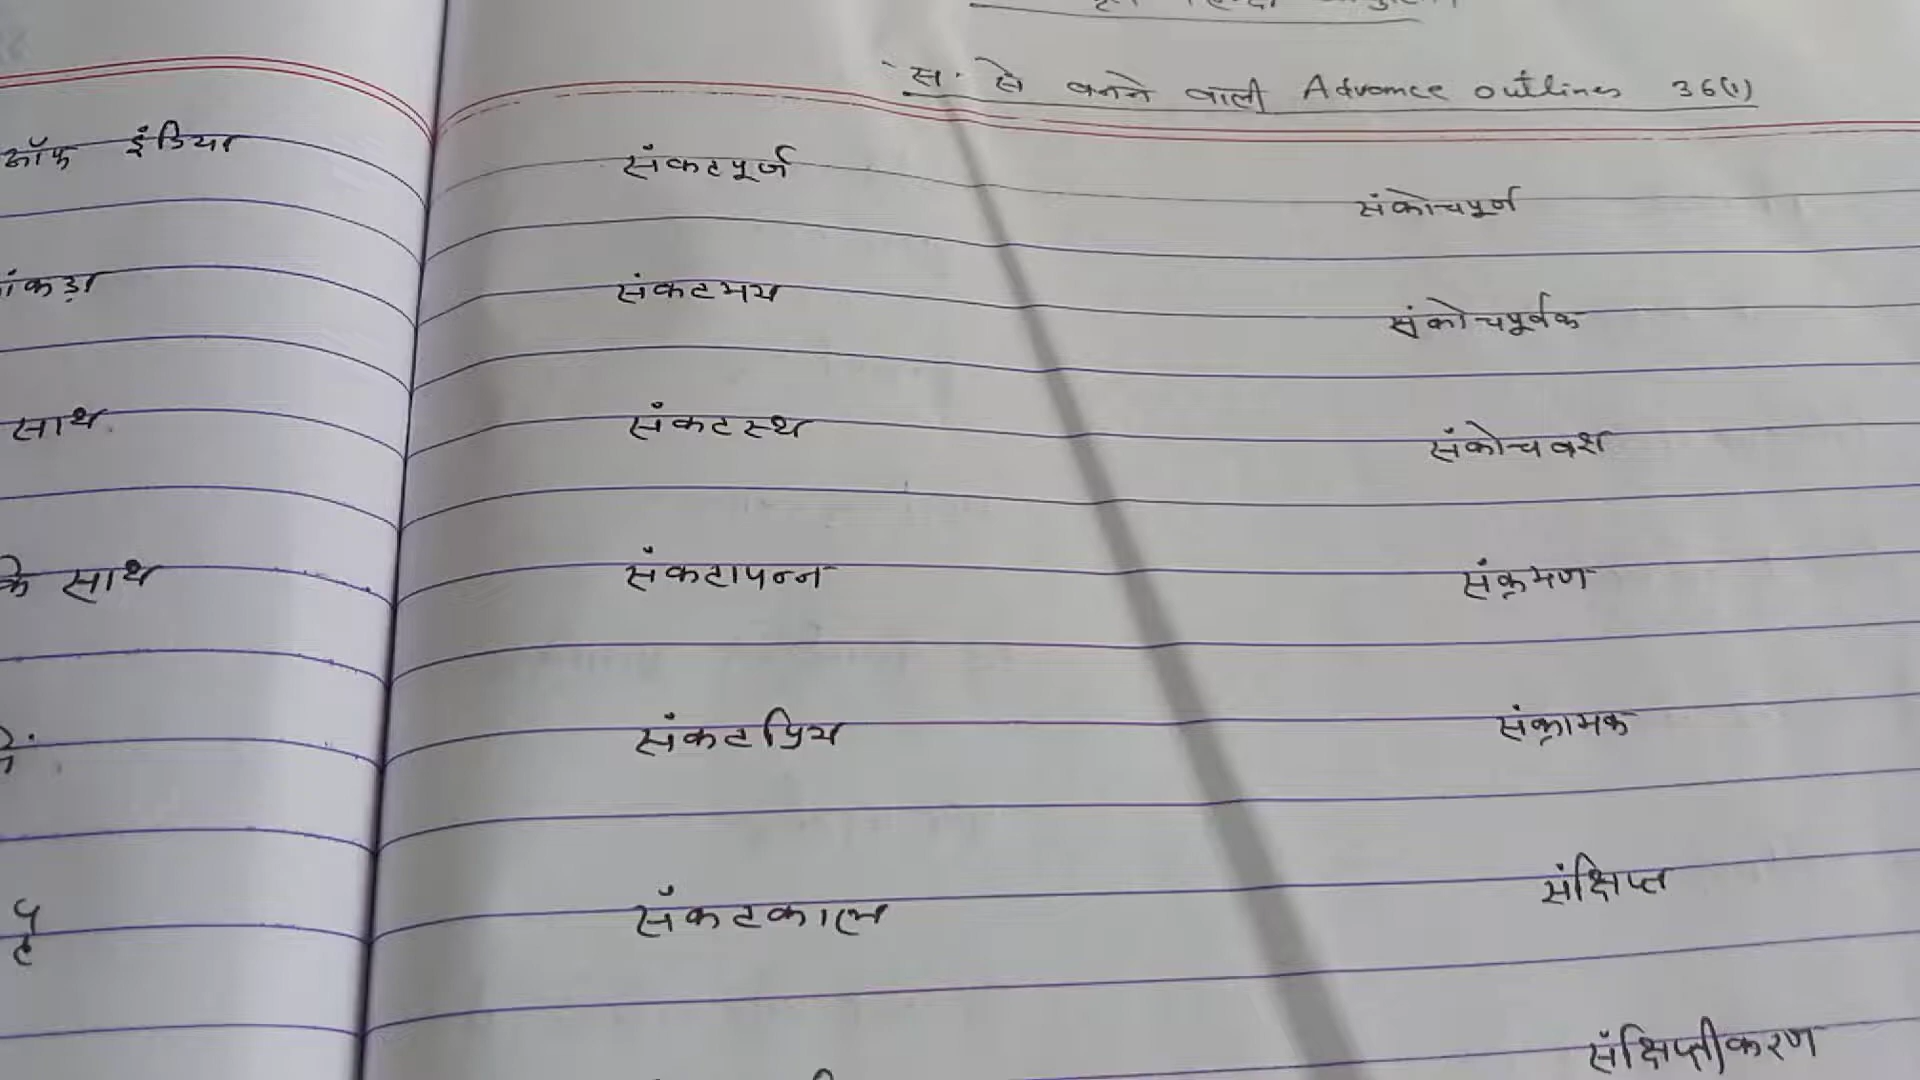 'स' से बनने वाली Advance outlines 36(1)
ऑफ इंडिया
साथ
के साथ
संकटपूर्ण
संकटमय
संकटस्थ
संकटापन्न
संकटप्रिय
संकटकाल
संकोचपूर्ण
संकोचपूर्वक
संकोचवश
संक्रमण
संक्रामक
संक्षिप्त
संक्षिप्तीकरण